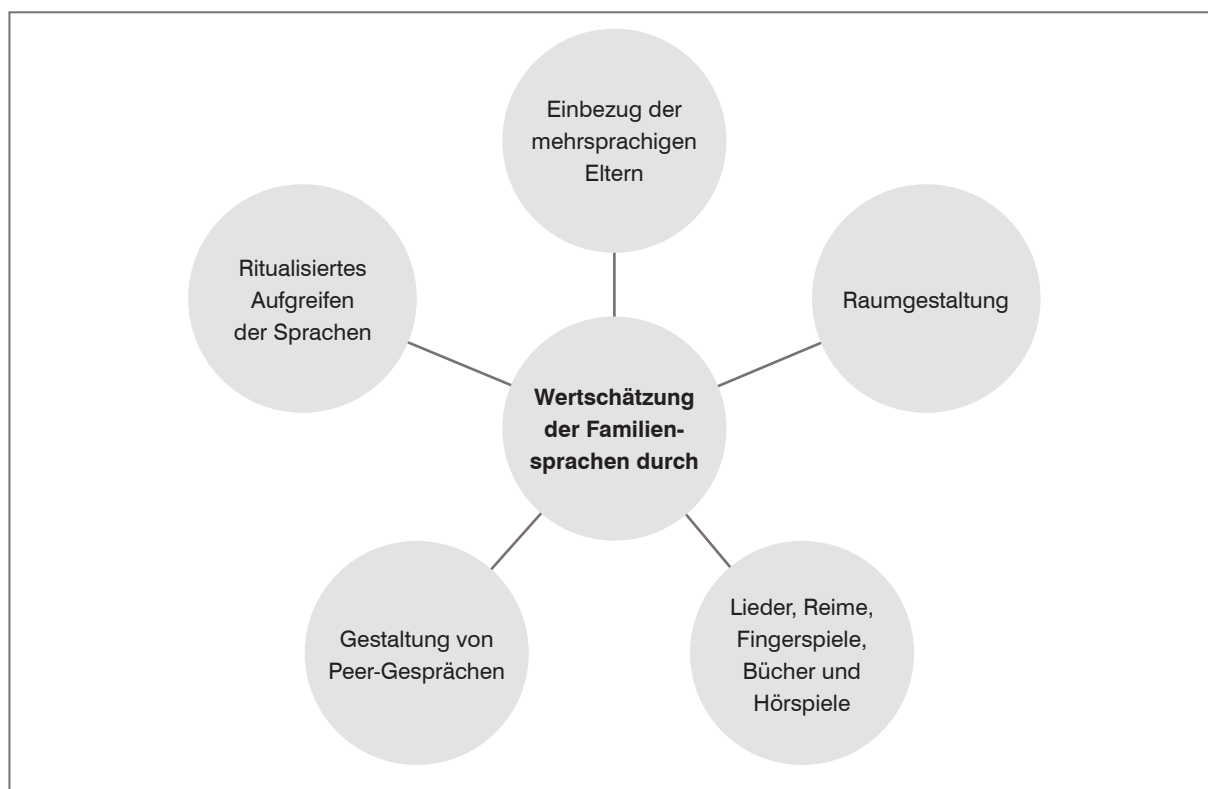 Einbezug der
mehrsprachigen
Eltern
Ritualisiertes
Aufgreifen
der Sprachen
Raumgestaltung
Wertschätzung
der Familien-
sprachen durch
Gestaltung von
Peer-Gesprächen
Lieder, Reime,
Fingerspiele,
Bücher und
Hörspiele